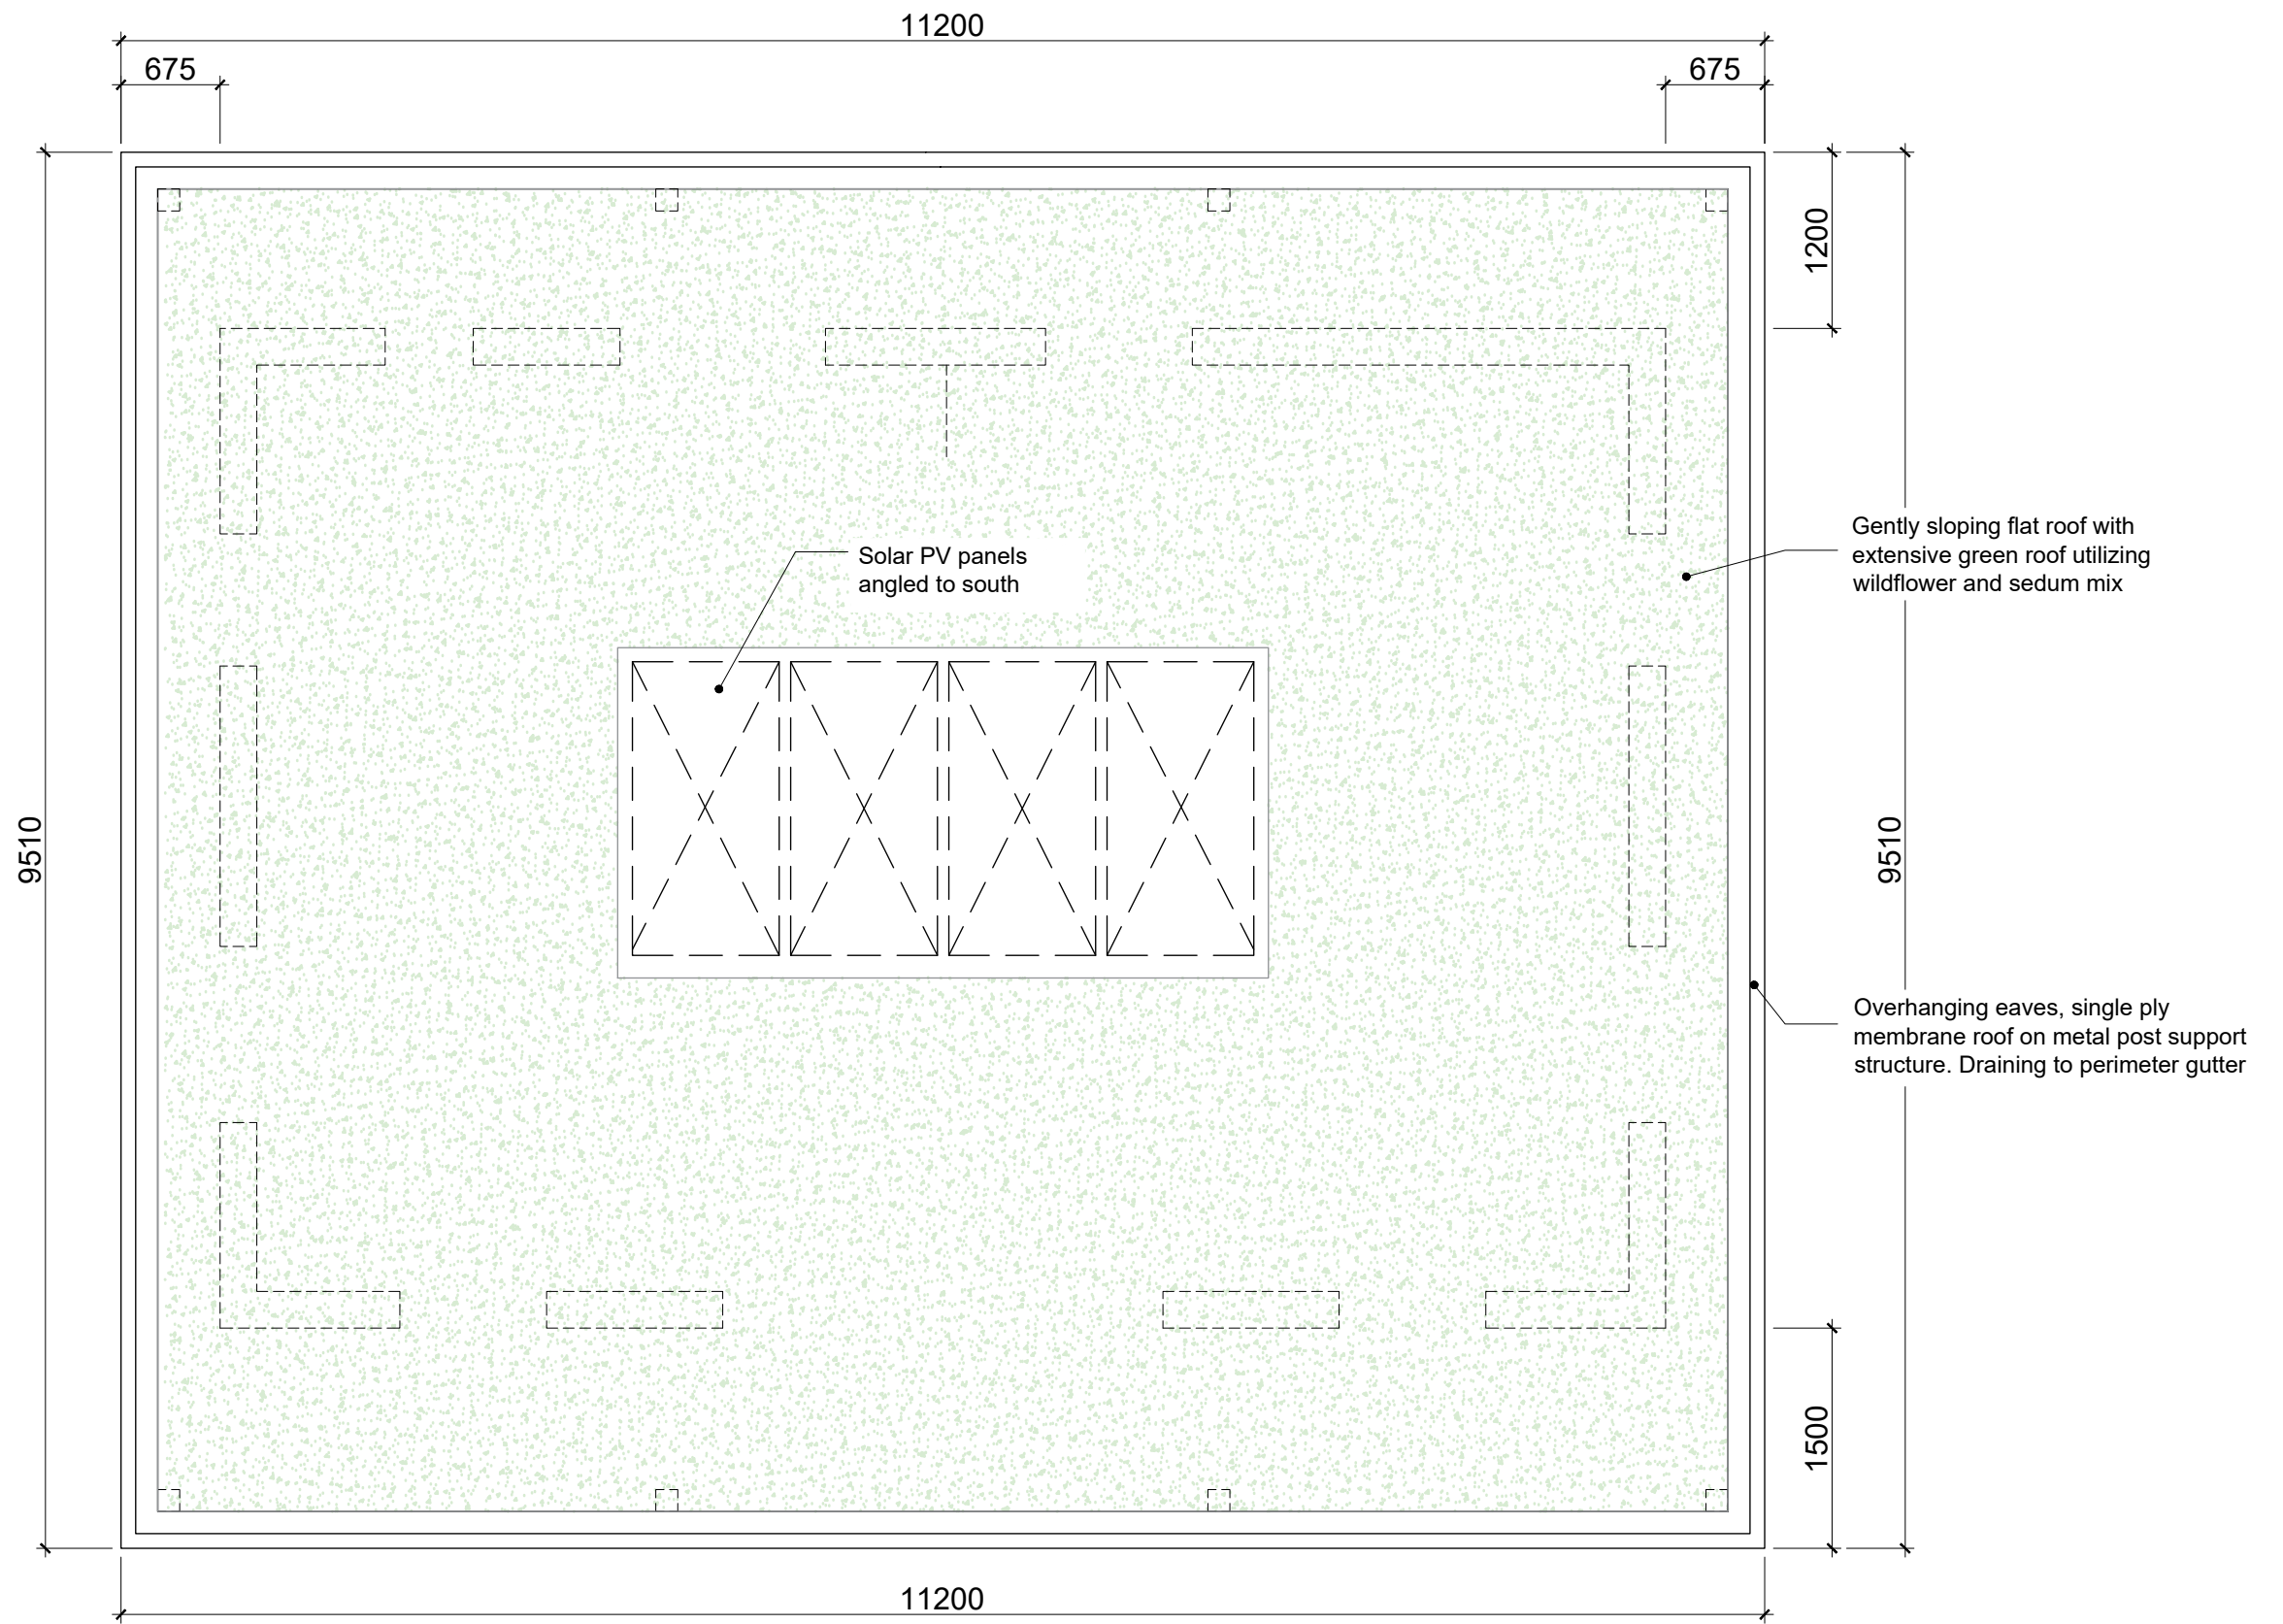 11200
675
675
1200
Gently sloping flat roof with
extensive green roof utilizing
wildflower and sedum mix
Solar PV panels
angled to south
9510
9510
Overhanging eaves, single ply
membrane roof on metal post support
structure. Draining to perimeter gutter
1500
11200